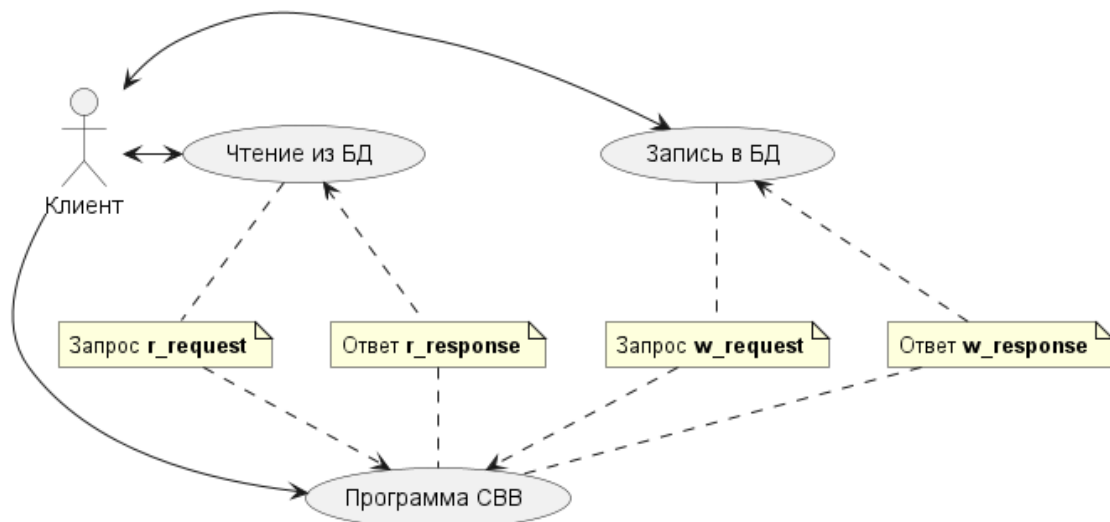 Чтение из БД
Запись в БД
Клиент
Запрос r_request
Ответ r_response
Запрос w_request
Ответ w_response
Программа СВВ